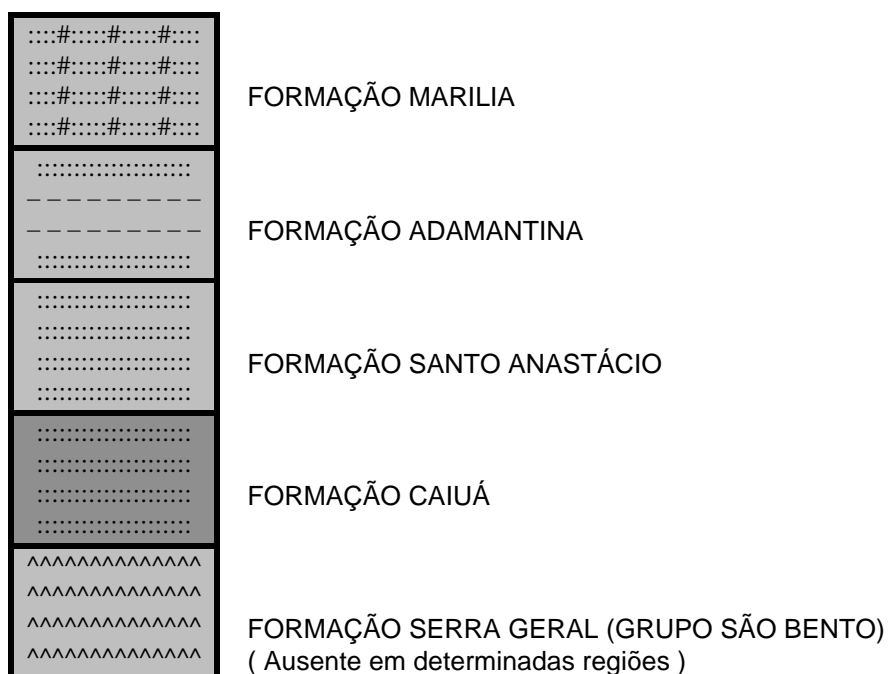 ::::#:::::#:::::#::::
::::#:::::#:::::#::::
::::#:::::#:::::#::::
::::#:::::#:::::#::::
FORMAÇÃO MARILIA
:::::::::::::::::::::
– – – – – – – – –
– – – – – – – – –
:::::::::::::::::::::
FORMAÇÃO ADAMANTINA
:::::::::::::::::::::
:::::::::::::::::::::
:::::::::::::::::::::
:::::::::::::::::::::
FORMAÇÃO SANTO ANASTÁCIO
:::::::::::::::::::::
:::::::::::::::::::::
:::::::::::::::::::::
:::::::::::::::::::::
FORMAÇÃO CAIUÁ
^^^^^^^^^^^^^^
^^^^^^^^^^^^^^
^^^^^^^^^^^^^^
^^^^^^^^^^^^^^
FORMAÇÃO SERRA GERAL (GRUPO SÃO BENTO)
( Ausente em determinadas regiões )